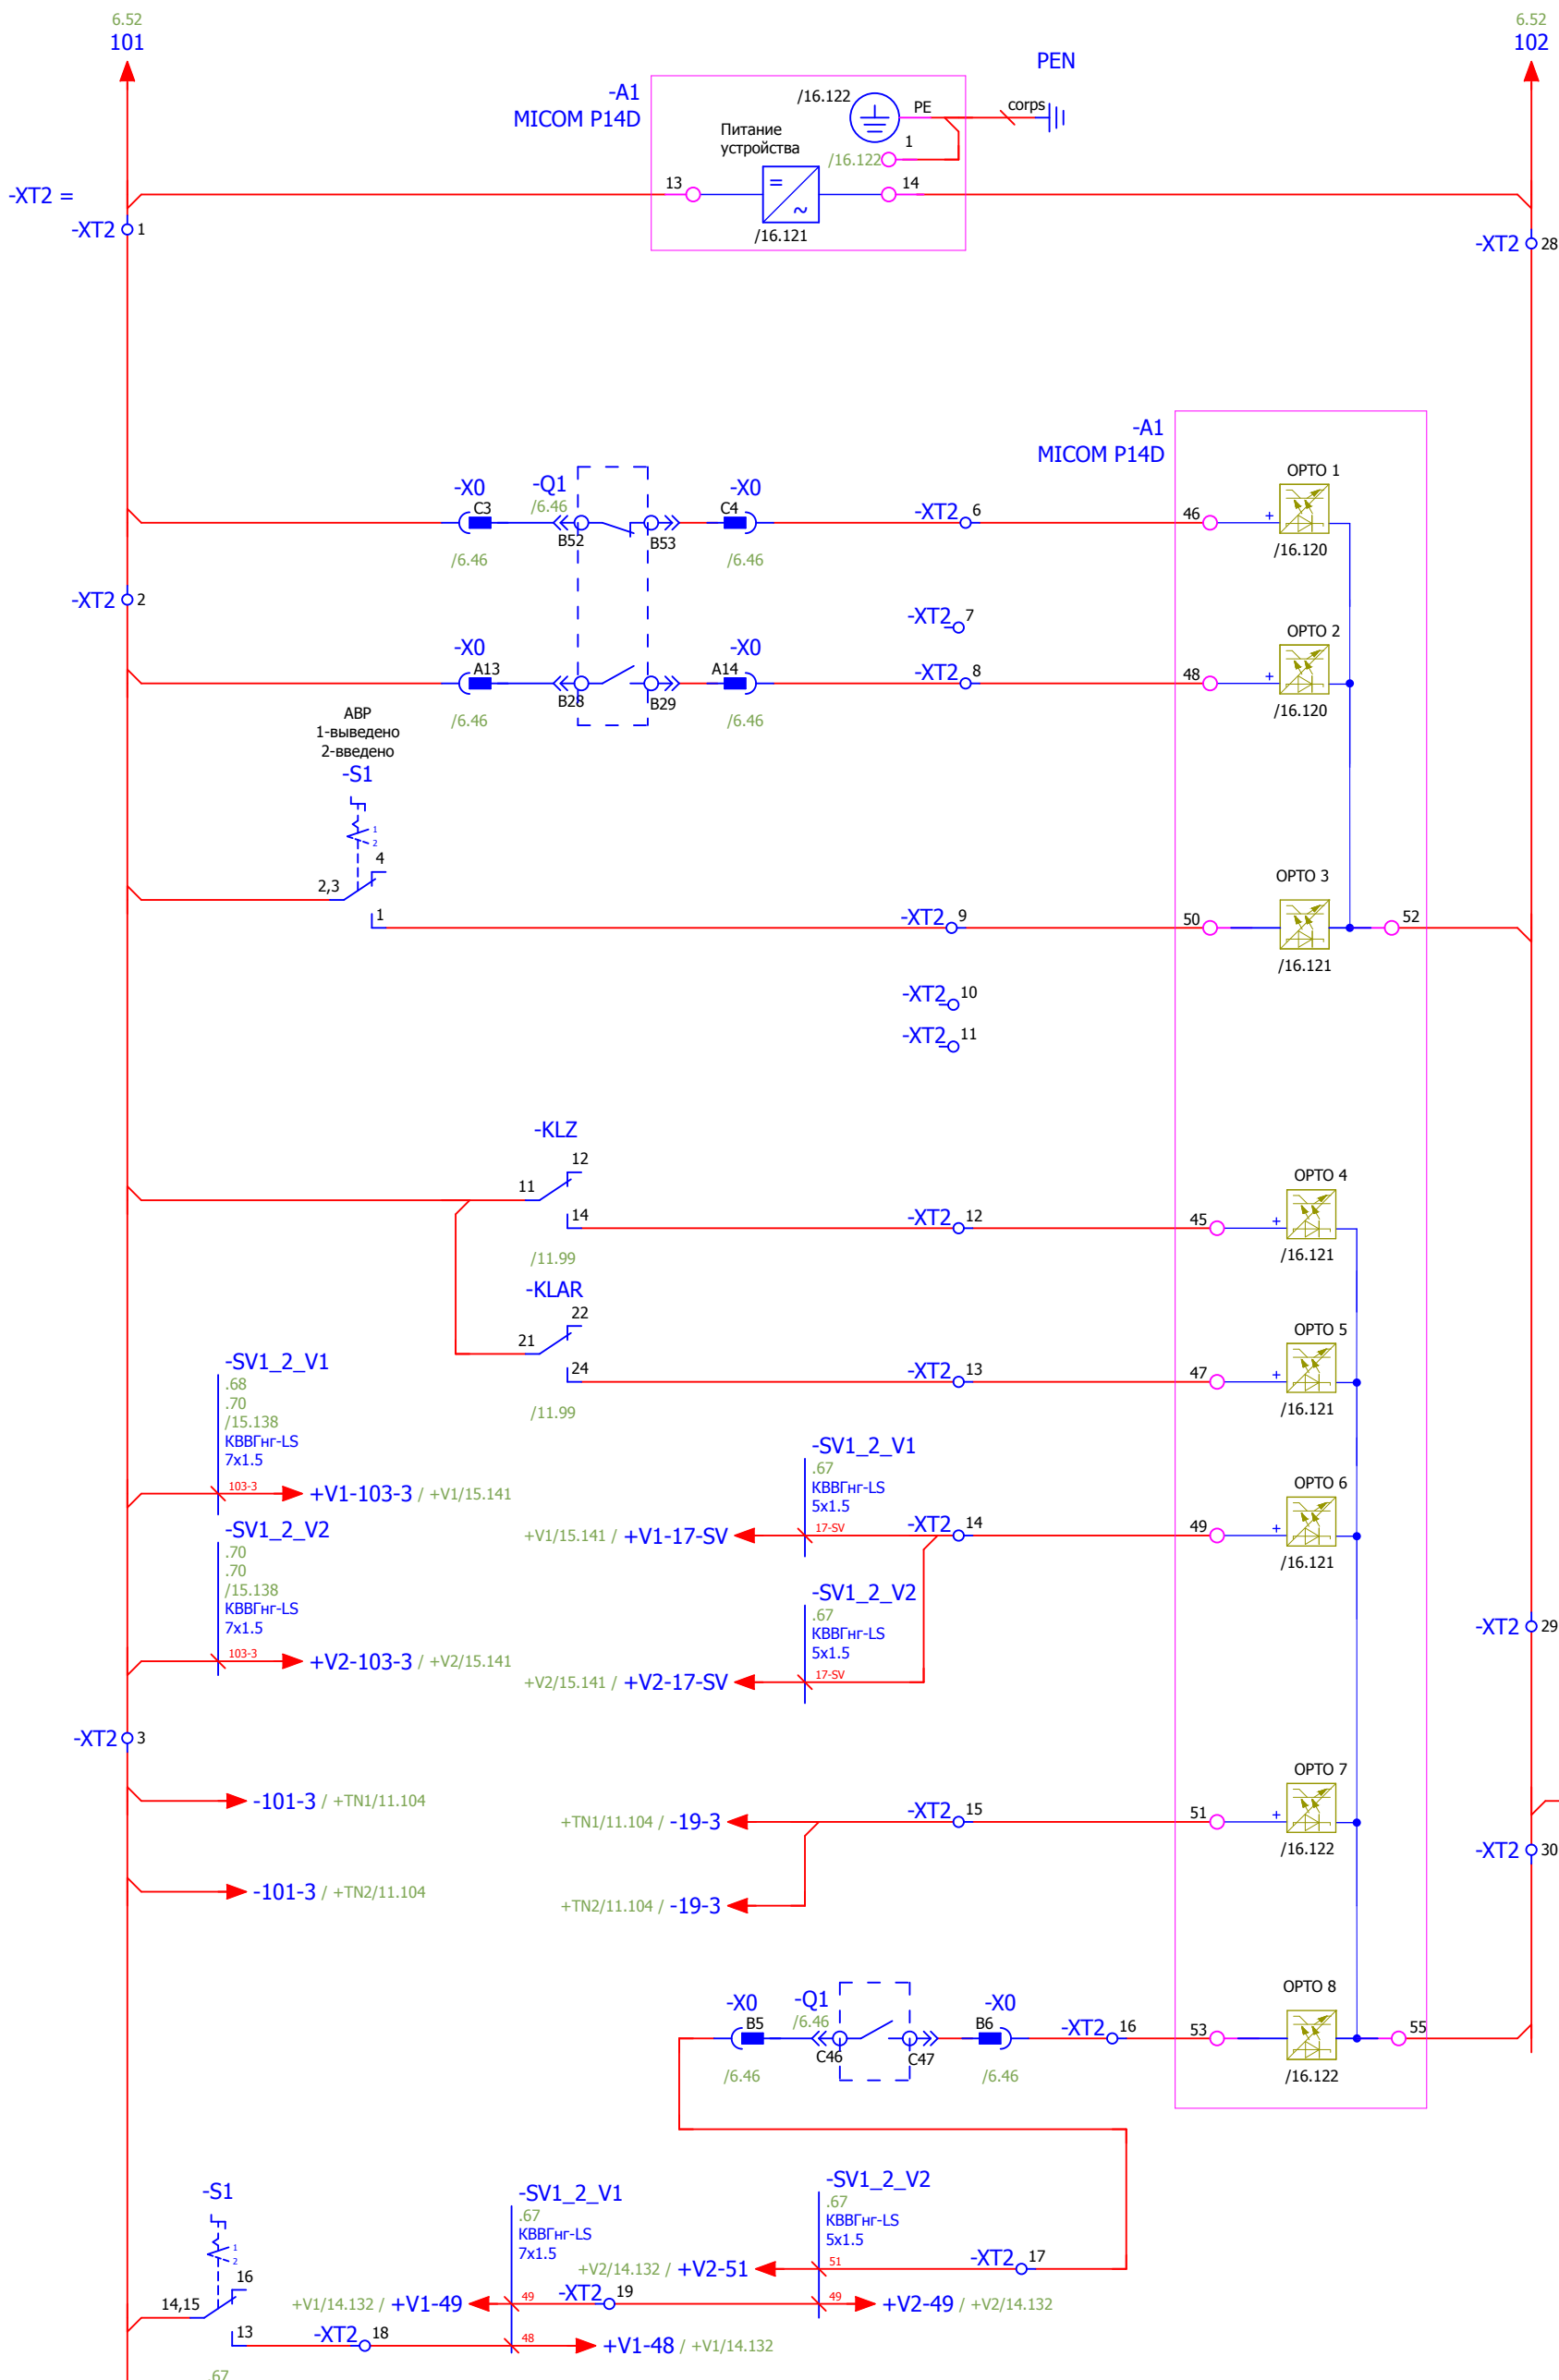 6.52
101
6.52
102
PEN
-A1
MICOM P14D
/16.122
PE
corps
Питание
устройства
1
/16.122
13
14
=
~
/16.121
-XT2 =
-XT2
1
-XT2
28
-A1
MICOM P14D
OPTO 1
-X0
C3
-Q1
/6.46
-X0
C4
B52
B53
-XT2
6
46
+
/16.120
/6.46
/6.46
-XT2
2
-XT2
7
OPTO 2
-X0
A13
-X0
A14
B28
B29
-XT2
8
48
+
/16.120
/6.46
/6.46
АВР
1-выведено
2-введено
-S1
1
2
4
2,3
1
-XT2
9
50
OPTO 3
52
/16.121
-XT2
10
-XT2
11
-KLZ
12
11
14
-XT2
12
45
+
OPTO 4
/16.121
/11.99
-KLAR
22
21
24
-XT2
13
47
+
OPTO 5
/16.121
/11.99
-SV1_2_V1
.68
.70
/15.138
КВВГнг-LS
7x1.5
103-3
+V1-103-3 / +V1/15.141
-SV1_2_V1
.67
КВВГнг-LS
5x1.5
17-SV
+V1/15.141 / +V1-17-SV
-XT2
14
49
+
OPTO 6
/16.121
-SV1_2_V2
.70
.70
/15.138
КВВГнг-LS
7x1.5
103-3
+V2-103-3 / +V2/15.141
-SV1_2_V2
.67
КВВГнг-LS
5x1.5
17-SV
+V2/15.141 / +V2-17-SV
-XT2
29
-XT2
3
-101-3 / +TN1/11.104
+TN1/11.104 / -19-3
-XT2
15
51
+
OPTO 7
/16.122
-XT2
30
-101-3 / +TN2/11.104
+TN2/11.104 / -19-3
-X0
B5
-Q1
/6.46
-X0
B6
C46
C47
-XT2
16
53
OPTO 8
55
/16.122
/6.46
/6.46
-S1
1
2
16
14,15
13
.67
-SV1_2_V1
.67
КВВГнг-LS
7x1.5
-SV1_2_V2
.67
КВВГнг-LS
5x1.5
+V2/14.132 / +V2-51
51
-XT2
17
+V1/14.132 / +V1-49
49
-XT2
19
49
+V2-49 / +V2/14.132
-XT2
18
48
+V1-48 / +V1/14.132